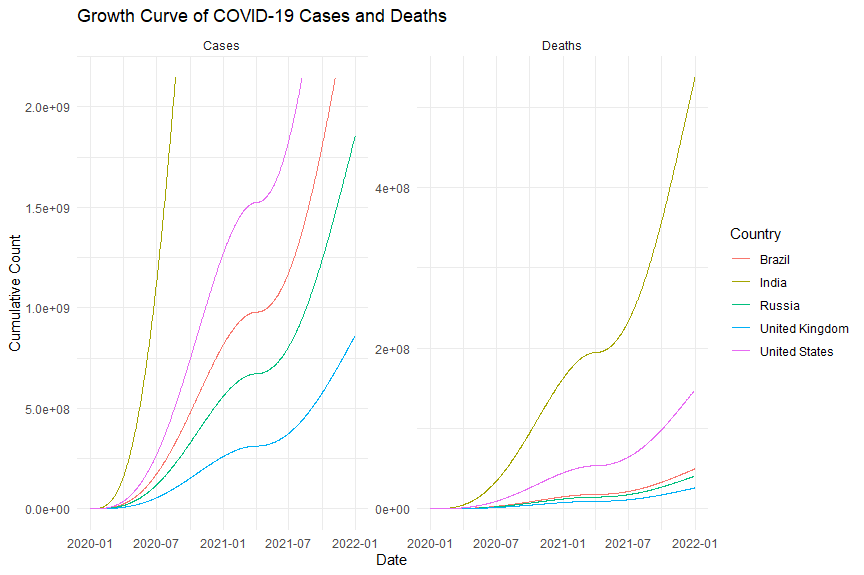 Growth Curve of COVID-19 Cases and Deaths
Cases
Deaths
Cumulative Count
2.0e+09
1.5e+09
1.0e+09
5.0e+08
0.0e+00
4e+08
2e+08
0e+00
2020-01
2020-07
2021-01
2021-07
2022-01
2020-01
2020-07
2021-01
2021-07
2022-01
Date
Country
Brazil
India
Russia
United Kingdom
United States